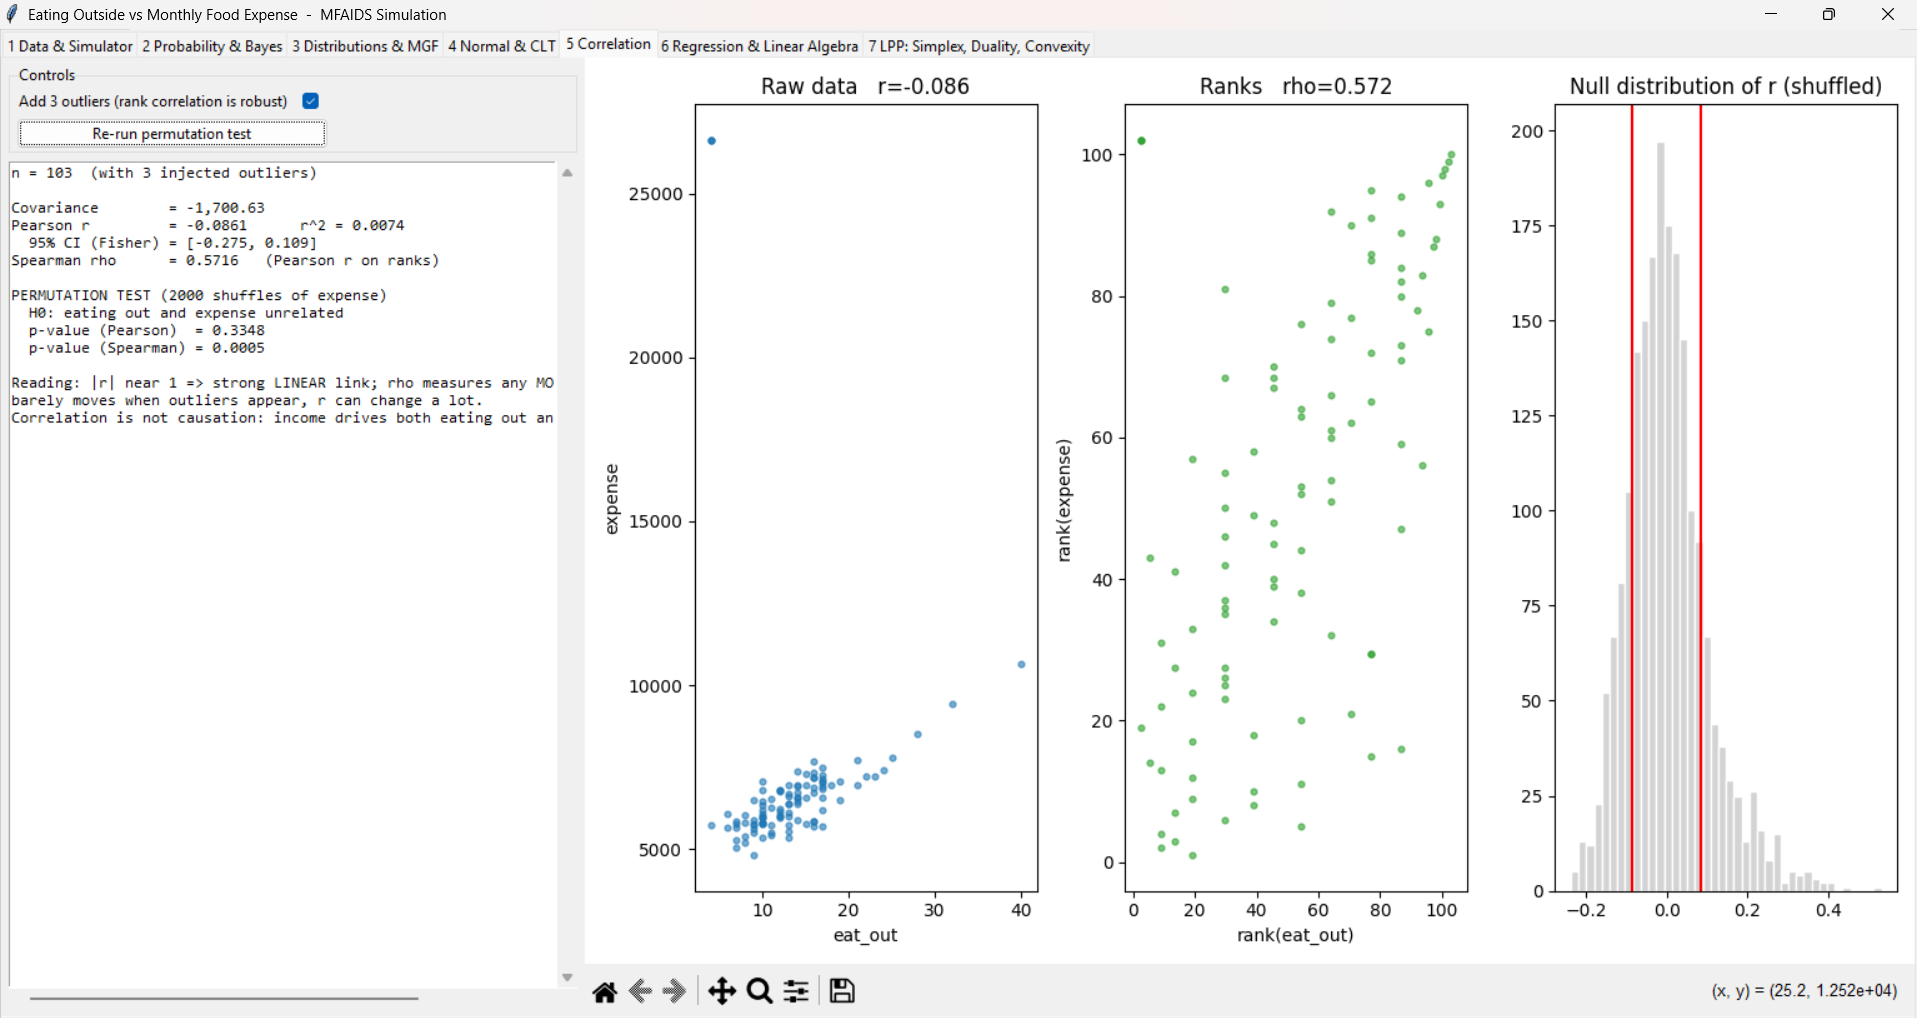 Eating Outside vs Monthly Food Expense - MFAIDS Simulation
1 Data & Simulator 2 Probability & Bayes 3 Distributions & MGF 4 Normal & CLT 5 Correlation 6 Regression & Linear Algebra 7 LPP: Simplex, Duality, Convexity
Controls
Add 3 outliers (rank correlation is robust)
Re-run permutation test
n = 103 (with 3 injected outliers)
Covariance = -1,700.63
Pearson r = -0.0861 r^2 = 0.0074
95% CI (Fisher) = [-0.275, 0.109]
Spearman rho = 0.5716 (Pearson r on ranks)
PERMUTATION TEST (2000 shuffles of expense)
H0: eating out and expense unrelated
p-value (Pearson) = 0.3348
p-value (Spearman) = 0.0005
Reading: |r| near 1 => strong LINEAR link; rho measures any MO
barely moves when outliers appear, r can change a lot.
Correlation is not causation: income drives both eating out an
Raw data r=-0.086
25000
20000
15000
10000
5000
expense
10 20 30 40
eat_out
Ranks rho=0.572
100
80
60
40
20
0
rank(expense)
0 20 40 60 80 100
rank(eat_out)
Null distribution of r (shuffled)
200
175
150
125
100
75
50
25
0
−0.2 0.0 0.2 0.4
(x, y) = (25.2, 1.252e+04)